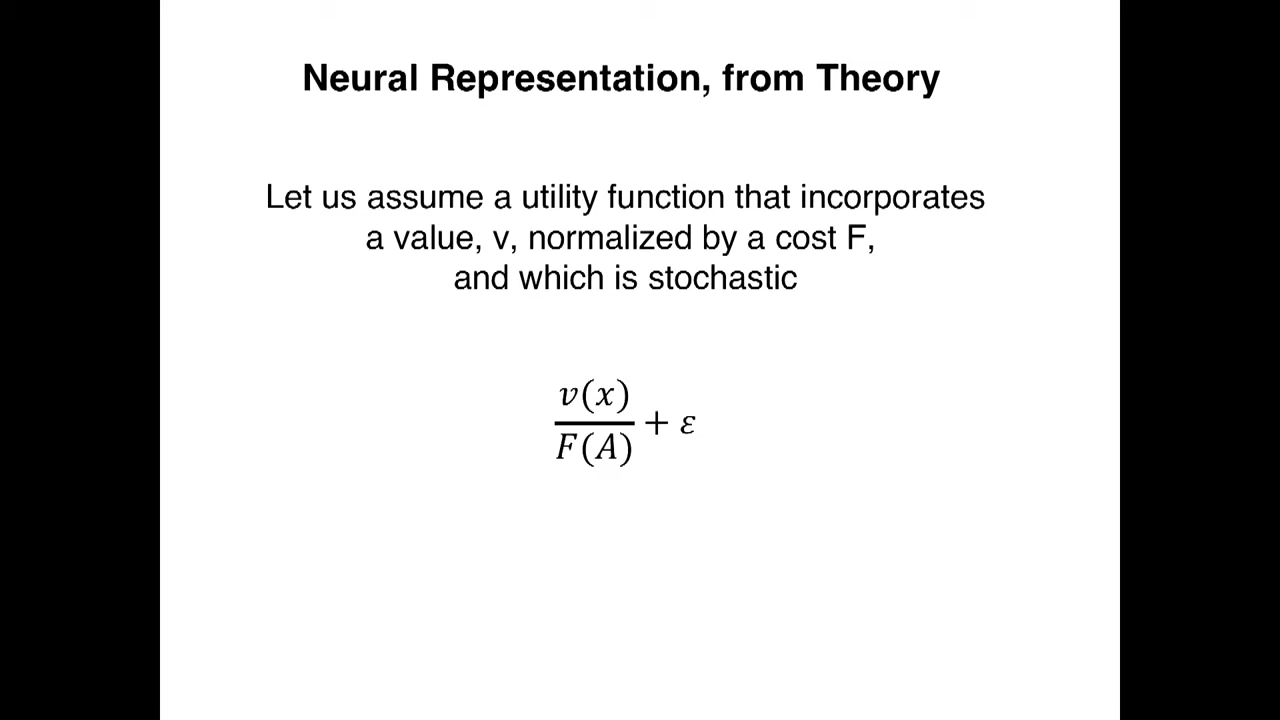 Neural Representation, from Theory
Let us assume a utility function that incorporates
a value, v, normalized by a cost F,
and which is stochastic
v(x)
F(A)
+ ε